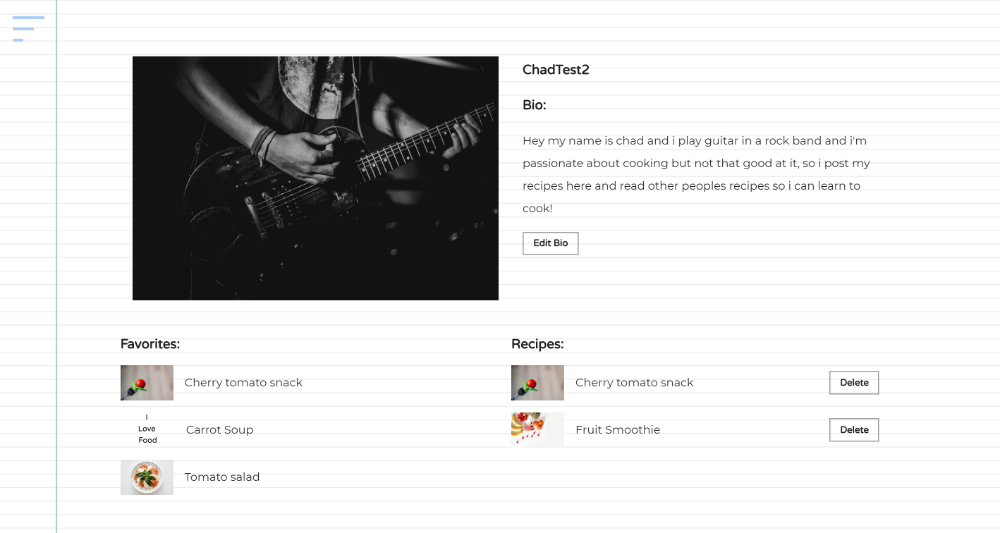 ChadTest2
Bio:
Hey my name is chad and i play guitar in a rock band and i'm
passionate about cooking but not that good at it, so i post my
recipes here and read other peoples recipes so i can learn to
cook!
Edit Bio
Favorites:
Cherry tomato snack
I
Love
Food
Carrot Soup
Tomato salad
Recipes:
Cherry tomato snack
Delete
Fruit Smoothie
Delete